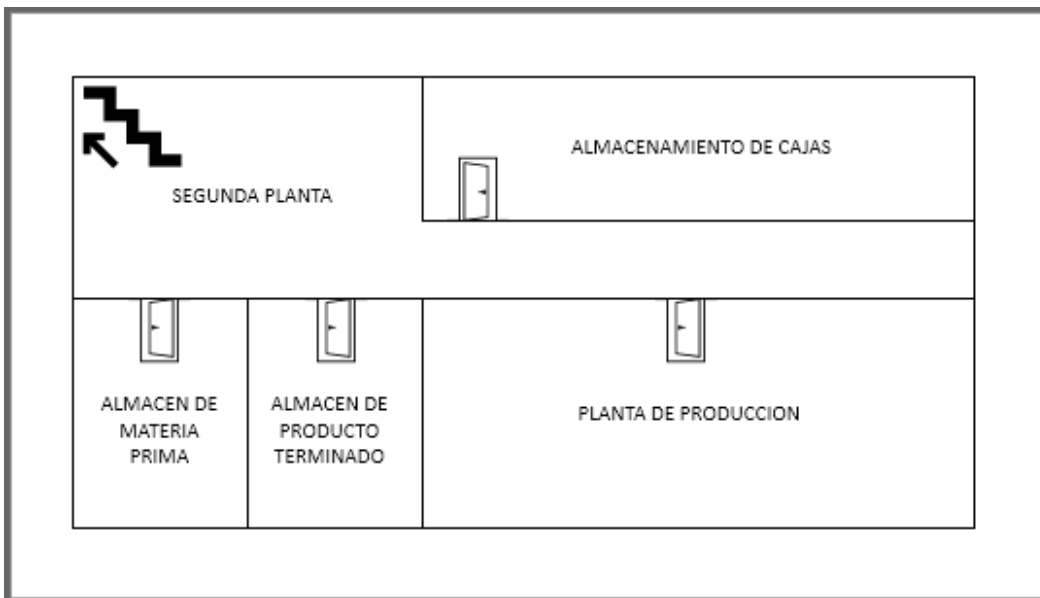 ALMACENAMIENTO DE CAJAS
SEGUNDA PLANTA
ALMACEN DE
MATERIA
PRIMA
ALMACEN DE
PRODUCTO
TERMINADO
PLANTA DE PRODUCCION